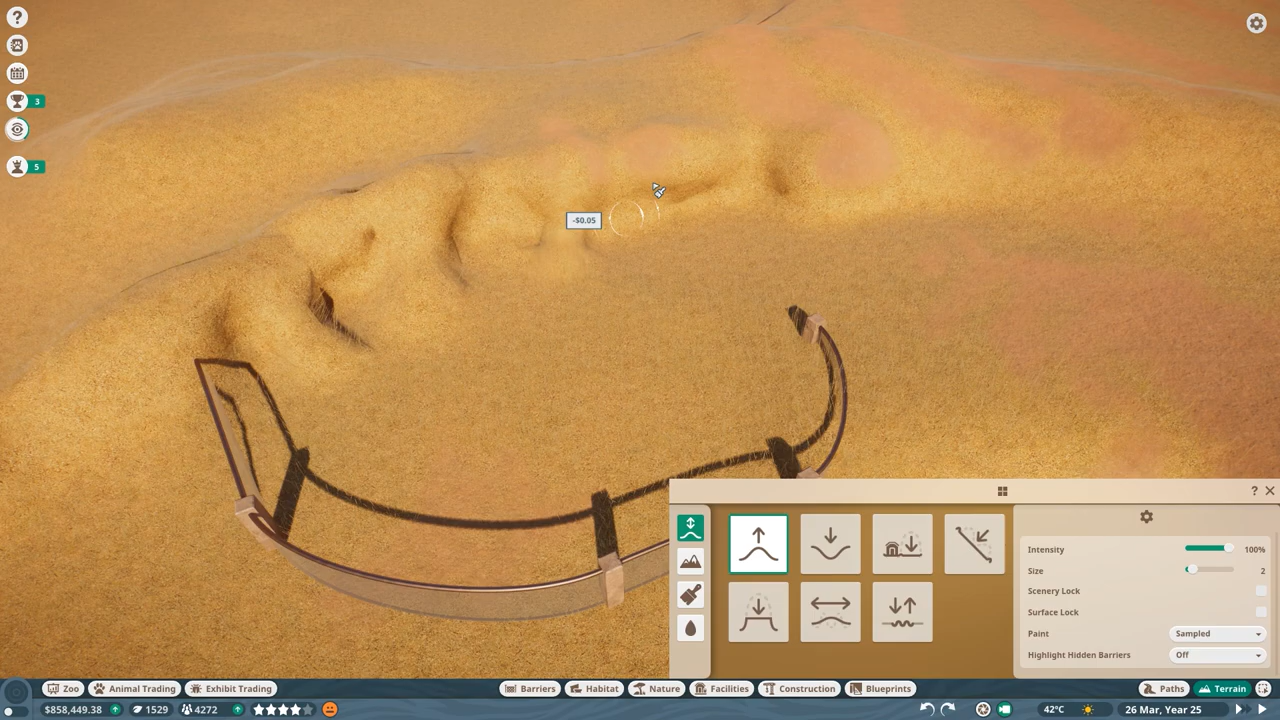 ?
3
5
-$0.05
?
Intensity 100%
Size 2
Scenery Lock
Surface Lock
Paint Sampled
Highlight Hidden Barriers Off
Zoo Animal Trading Exhibit Trading Barriers Habitat Nature Facilities Construction Blueprints Paths Terrain
$858,449.38 1529 4272 42°C 26 Mar, Year 25